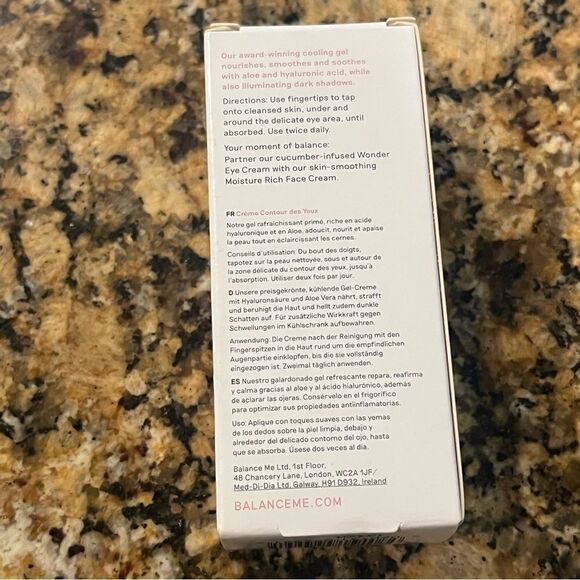 Our award-winning cooling gel
nourishes, smoothes and soothes
with aloe and hyaluronic acid, while
also illuminating dark shadows.
Directions: Use fingertips to tap
onto cleansed skin, under and
around the delicate eye area, until
absorbed. Use twice daily.
Your moment of balance:
Partner our cucumber-infused Wonder
Eye Cream with our skin-smoothing
Moisture Rich Face Cream.
FR Crème Contour des Yeux
Notre gel rafraîchissant primé, riche en acide
hyaluronique et en Aloe, adoucit, nourit et apaise
la peau tout en éclaircissant les cernes.
Conseils d'utilisation: Du bout des doigts,
tapotez sur la peau nettoyée, sous et autour de
la zone délicate du contour des yeux, jusqu'à
l'absorption. Utiliser deux fois par jour.
D Unsere preisgekrönte, kühlende Gel-Creme
mit Hyaluronsäure und Aloe Vera nährt, strafft
und beruhigt die Haut und hellt zudem dunkle
Schatten auf. Für zusätzliche Wirkkraft gegen
Schwellungen im Kühlschrank aufbewahren.
Anwendung: Die Creme nach der Reinigung mit den
Fingerspitzen in die Haut rund um die empfindlichen
Augenpartie einklopfen, bis die sie vollständig
eingezogen ist. Zweimal täglich anwenden.
ES Nuestro galardonado gel refrescante repara, reafirma
y calma gracias al aloe y al ácido hialurónico, además
de aclarar las ojeras. Consérvelo en el frigorífico
para optimizar sus propiedades antiinflamatorias.
Uso: Aplique con toques suaves con las yemas
de los dedos sobre la piel limpia, debajo y
alrededor del delicado contorno del ojo, hasta
que se absorba. Úsese dos veces al día.
Balance Me Ltd, 1st Floor,
48 Chancery Lane, London, WC2A 1JF/
Med-Di-Dia Ltd, Galway, H91 D932, Ireland
BALANCEME.COM